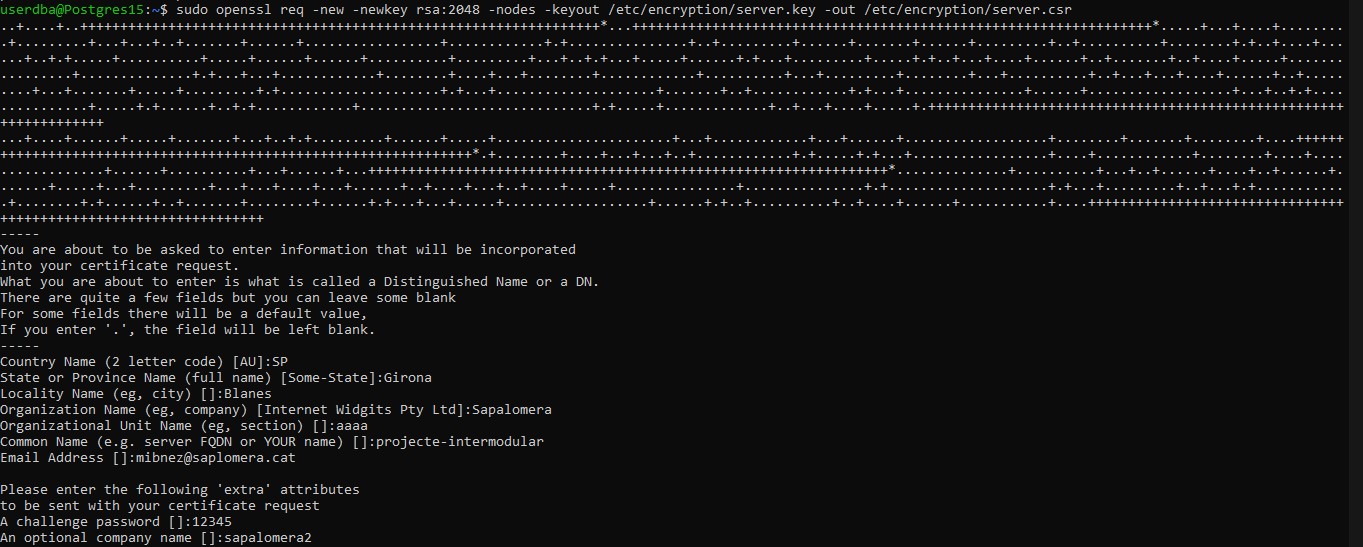 userdba@Postgres15:~$ sudo openssl req -new -newkey rsa:2048 -nodes -keyout /etc/encryption/server.key -out /etc/encryption/server.csr
-----
You are about to be asked to enter information that will be incorporated
into your certificate request.
What you are about to enter is what is called a Distinguished Name or a DN.
There are quite a few fields but you can leave some blank
For some fields there will be a default value,
If you enter '.', the field will be left blank.
-----
Country Name (2 letter code) [AU]:SP
State or Province Name (full name) [Some-State]:Girona
Locality Name (eg, city) []:Blanes
Organization Name (eg, company) [Internet Widgits Pty Ltd]:Sapalomera
Organizational Unit Name (eg, section) []:aaaa
Common Name (e.g. server FQDN or YOUR name) []:projecte-intermodular
Email Address []:mibnez@saplomera.cat
Please enter the following 'extra' attributes
to be sent with your certificate request
A challenge password []:12345
An optional company name []:sapalomera2